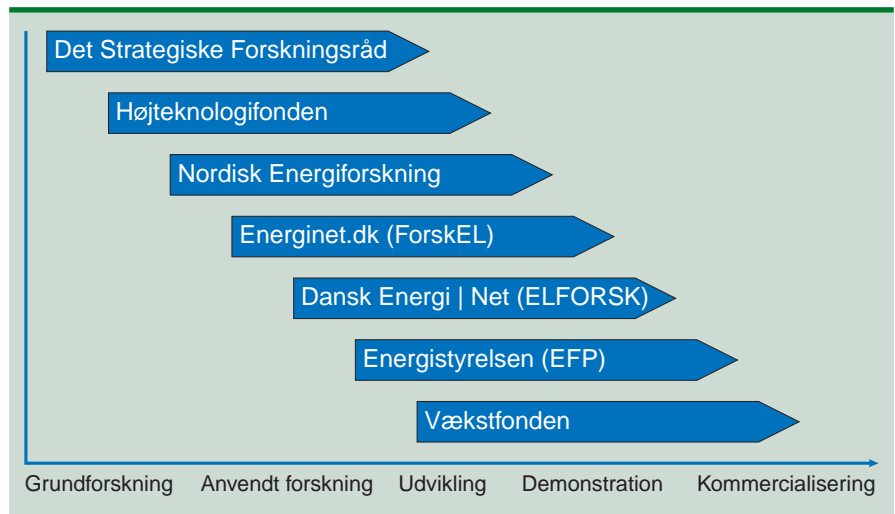 Det Strategiske Forskningsråd
Højteknologifonden
Nordisk Energiforskning
Energinet.dk (ForskEL)
Dansk Energi | Net (ELFORSK)
Energistyrelsen (EFP)
Vækstfonden
Grundforskning Anvendt forskning Udvikling Demonstration Kommercialisering